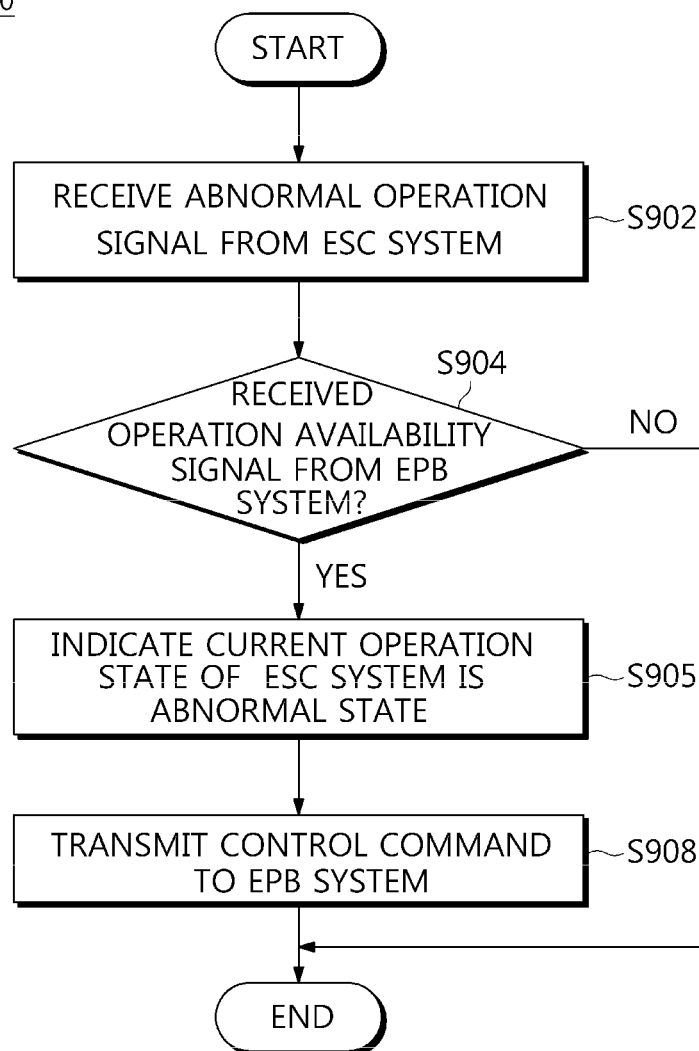 0
START
RECEIVE ABNORMAL OPERATION
SIGNAL FROM ESC SYSTEM
S902
S904
RECEIVED
OPERATION AVAILABILITY
SIGNAL FROM EPB
SYSTEM?
NO
YES
INDICATE CURRENT OPERATION
STATE OF ESC SYSTEM IS
ABNORMAL STATE
S905
TRANSMIT CONTROL COMMAND
TO EPB SYSTEM
S908
END